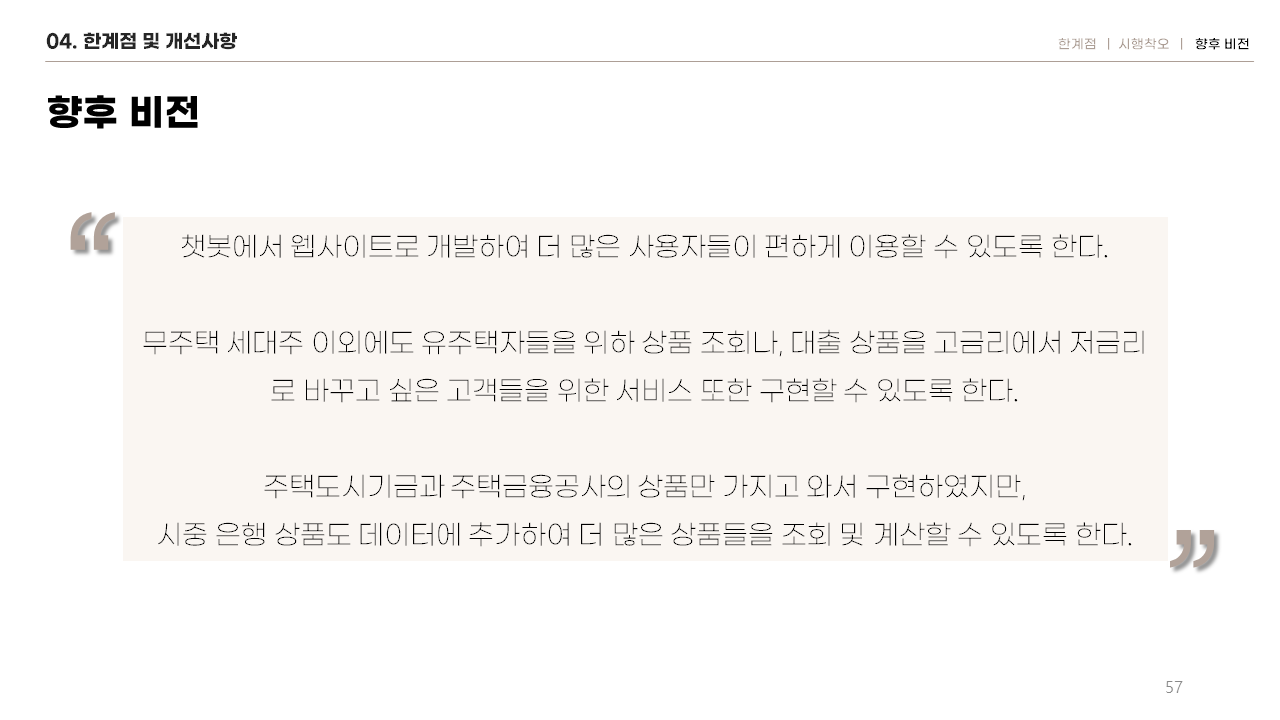 04. 한계점 및 개선사항
한계점 | 시행착오 | 향후 비전
향후 비전
“
챗봇에서 웹사이트로 개발하여 더 많은 사용자들이 편하게 이용할 수 있도록 한다.
무주택 세대주 이외에도 유주택자들을 위하 상품 조회나, 대출 상품을 고금리에서 저금리
로 바꾸고 싶은 고객들을 위한 서비스 또한 구현할 수 있도록 한다.
주택도시기금과 주택금융공사의 상품만 가지고 와서 구현하였지만,
시중 은행 상품도 데이터에 추가하여 더 많은 상품들을 조회 및 계산할 수 있도록 한다.
”
57